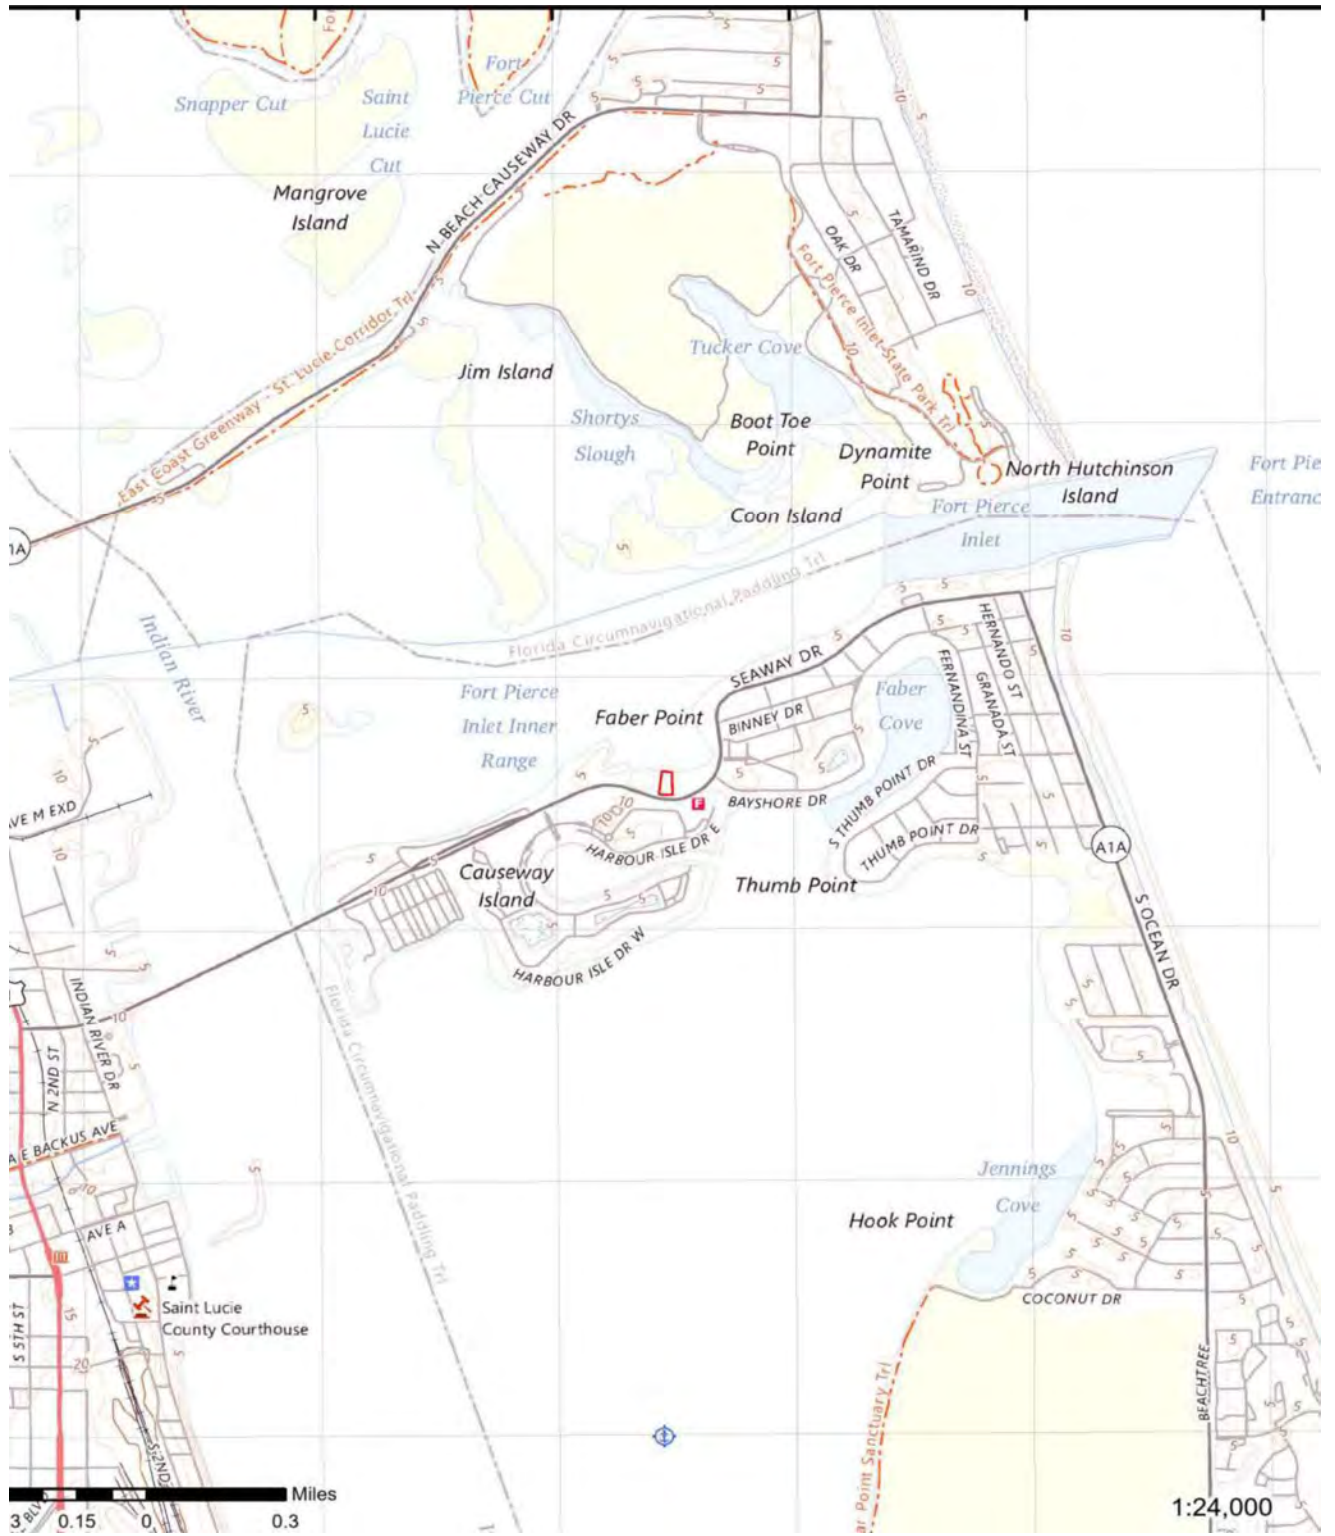 Fort
Pierce Cut
Snapper Cut
Saint
Lucie
Cut
Mangrove
Island
N BEACH CAUSEWAY DR
OAK DR
TAMARIND DR
Fort Pierce Inlet State Park Trl
Tucker Cove
East Coast Greenway - St. Lucie Corridor Trl
Jim Island
Shortys
Slough
Boot Toe
Point
Dynamite
Point
Coon Island
North Hutchinson
Island
Fort Pierce
Inlet
Fort Pie
Entranc
1A
Florida Circumnavigational Paddling Trl
Indian River
Fort Pierce
Inlet Inner
Range
Faber Point
SEAWAY DR
BINNEY DR
Faber
Cove
HERNANDO ST
GRANADA ST
FERNANDINA ST
F
BAYSHORE DR
S THUMB POINT DR
THUMB POINT DR
Thumb Point
A1A
S OCEAN DR
HARBOUR ISLE DR E
Causeway
Island
HARBOUR ISLE DR W
VE M EXD
INDIAN RIVER DR
N 2ND ST
Florida Circumnavigational Paddling Trl
A E BACKUS AVE
AVE A
Saint Lucie
County Courthouse
S 5TH ST
S 2ND
Jennings
Cove
Hook Point
COCONUT DR
BEACHTREE
ar Point Sanctuary Trl
Miles
3 0.15 0 0.3
1:24,000